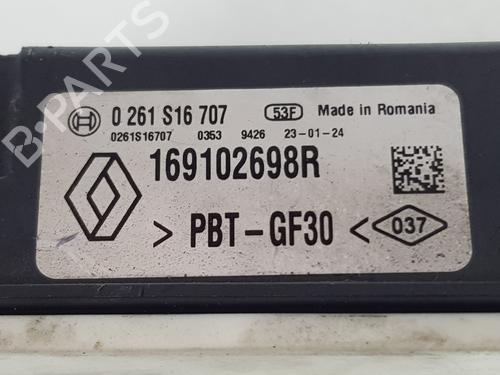 0 261 S16 707 53F Made in Romania
0261S16707 0353 9426 23-01-24
169102698R
> PBT-GF30 < 037
B-PARTS